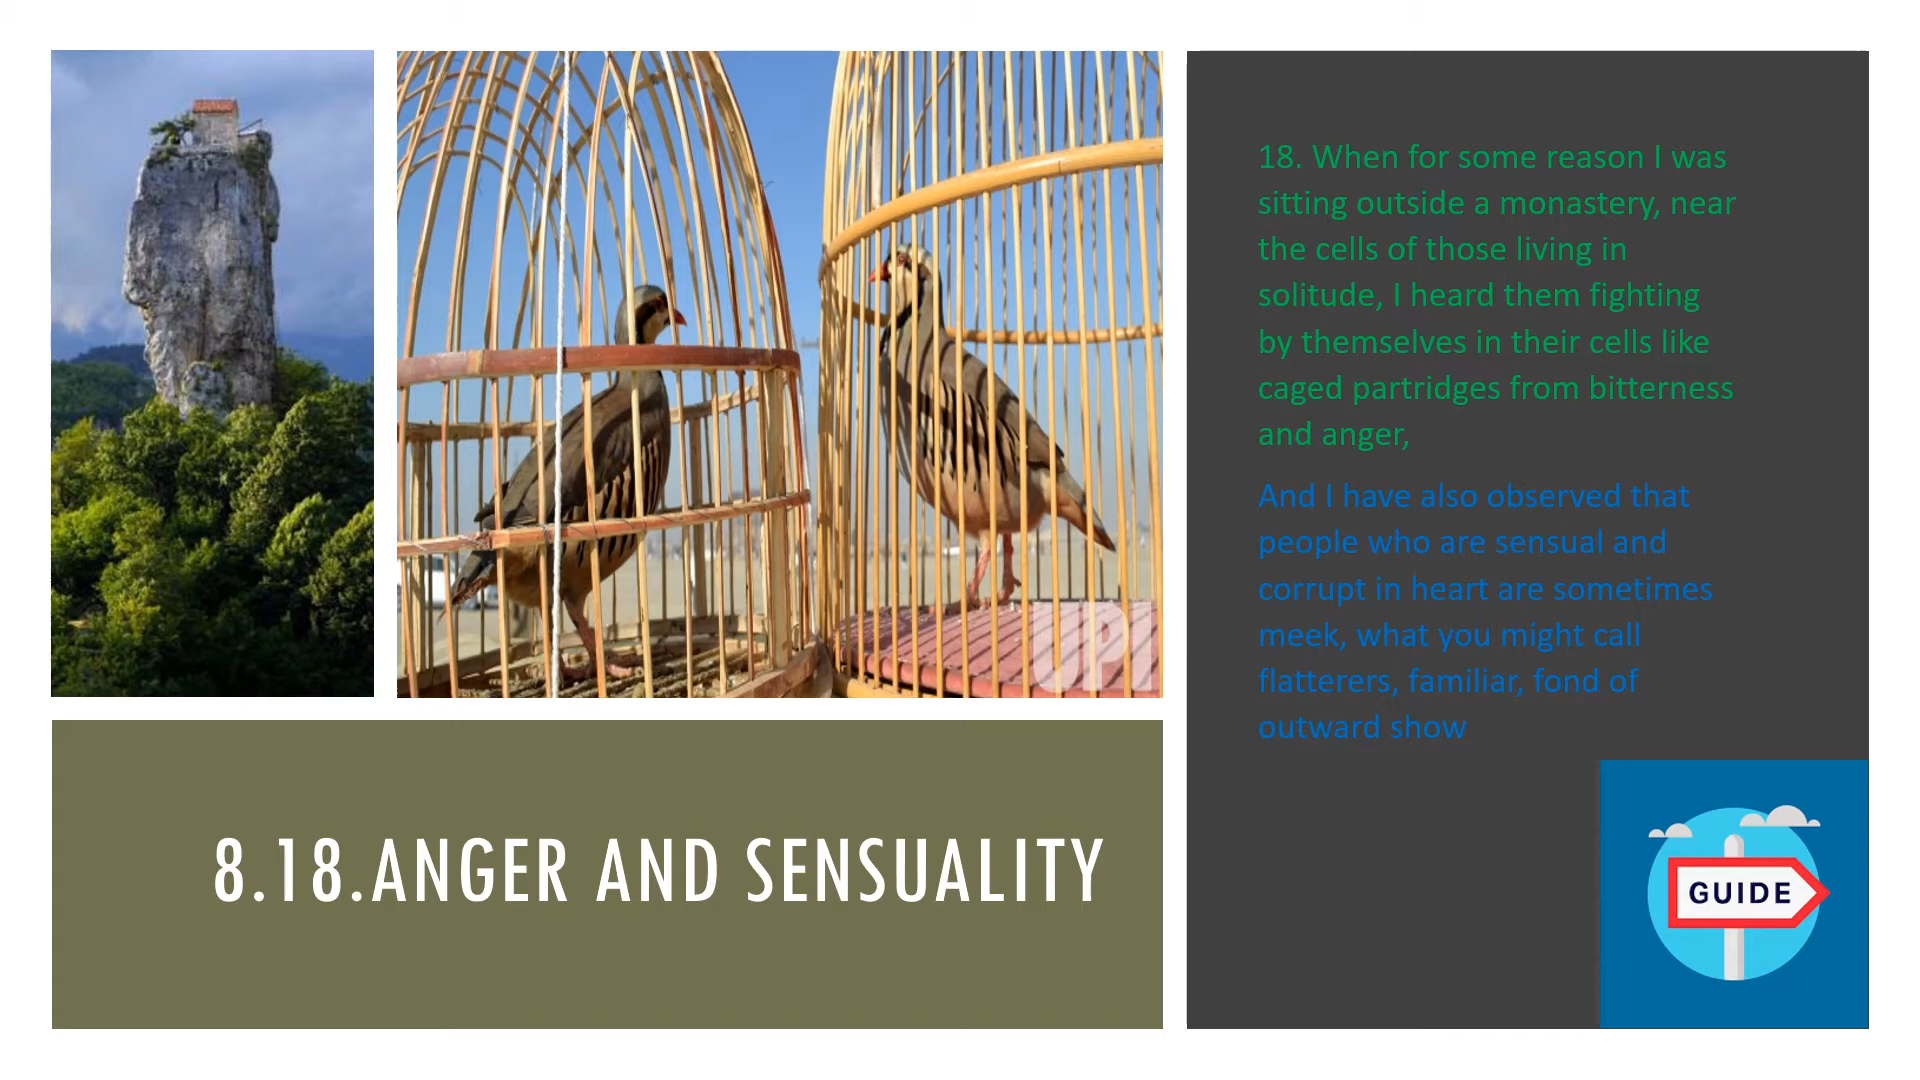 18. When for some reason I was
sitting outside a monastery, near
the cells of those living in
solitude, I heard them fighting
by themselves in their cells like
caged partridges from bitterness
and anger,
And I have also observed that
people who are sensual and
corrupt in heart are sometimes
meek, what you might call
flatterers, familiar, fond of
outward show
UPI
8.18.ANGER AND SENSUALITY
GUIDE